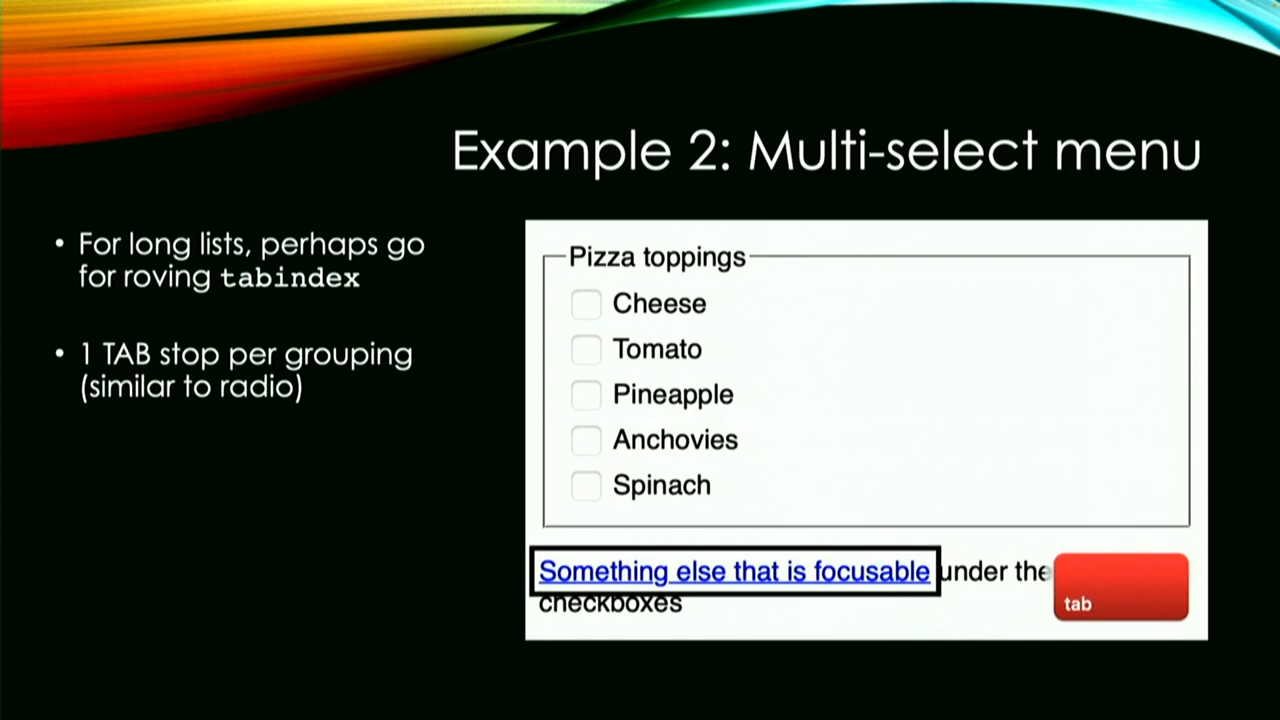 Example 2: Multi-select menu
• For long lists, perhaps go
for roving tabindex
• 1 TAB stop per grouping
(similar to radio)
Pizza toppings
Cheese
Tomato
Pineapple
Anchovies
Spinach
Something else that is focusable under the
checkboxes
tab